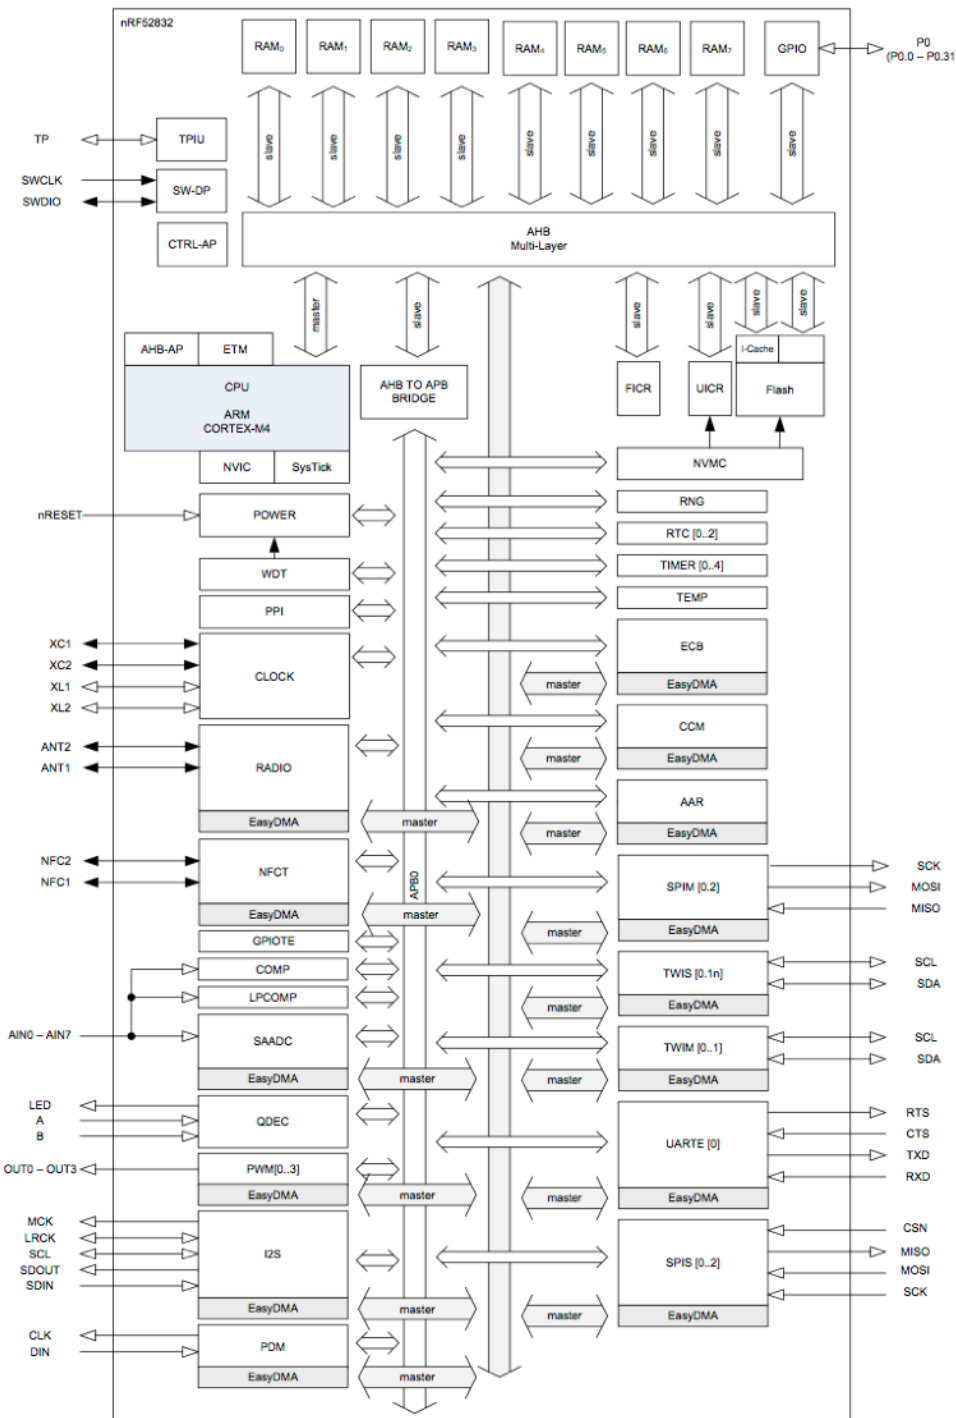 nRF52832
RAM0
RAM1
RAM2
RAM3
RAM4
RAM5
RAM6
RAM7
GPIO
P0
(P0.0 – P0.31
slave
slave
slave
slave
slave
slave
slave
slave
slave
TP
TPIU
SWCLK
SWDIO
SW-DP
CTRL-AP
AHB
Multi-Layer
master
slave
slave
slave
slave
slave
AHB-AP
ETM
CPU
ARM
CORTEX-M4
NVIC
SysTick
AHB TO APB
BRIDGE
FICR
UICR
I-Cache
Flash
NVMC
nRESET
POWER
RNG
RTC [0..2]
WDT
TIMER [0..4]
PPI
TEMP
XC1
XC2
XL1
XL2
CLOCK
ECB
master
EasyDMA
ANT2
ANT1
RADIO
EasyDMA
master
CCM
master
EasyDMA
AAR
master
EasyDMA
NFC2
NFC1
NFCT
EasyDMA
master
APB0
SPIM [0.2]
master
EasyDMA
SCK
MOSI
MISO
GPIOTE
COMP
LPCOMP
AIN0 – AIN7
SAADC
EasyDMA
master
TWIS [0.1n]
master
EasyDMA
SCL
SDA
TWIM [0..1]
master
EasyDMA
SCL
SDA
LED
A
B
QDEC
OUT0 – OUT3
PWM[0..3]
EasyDMA
master
UARTE [0]
master
EasyDMA
RTS
CTS
TXD
RXD
MCK
LRCK
SCL
SDOUT
SDIN
I2S
EasyDMA
master
SPIS [0..2]
master
EasyDMA
CSN
MISO
MOSI
SCK
CLK
DIN
PDM
EasyDMA
master